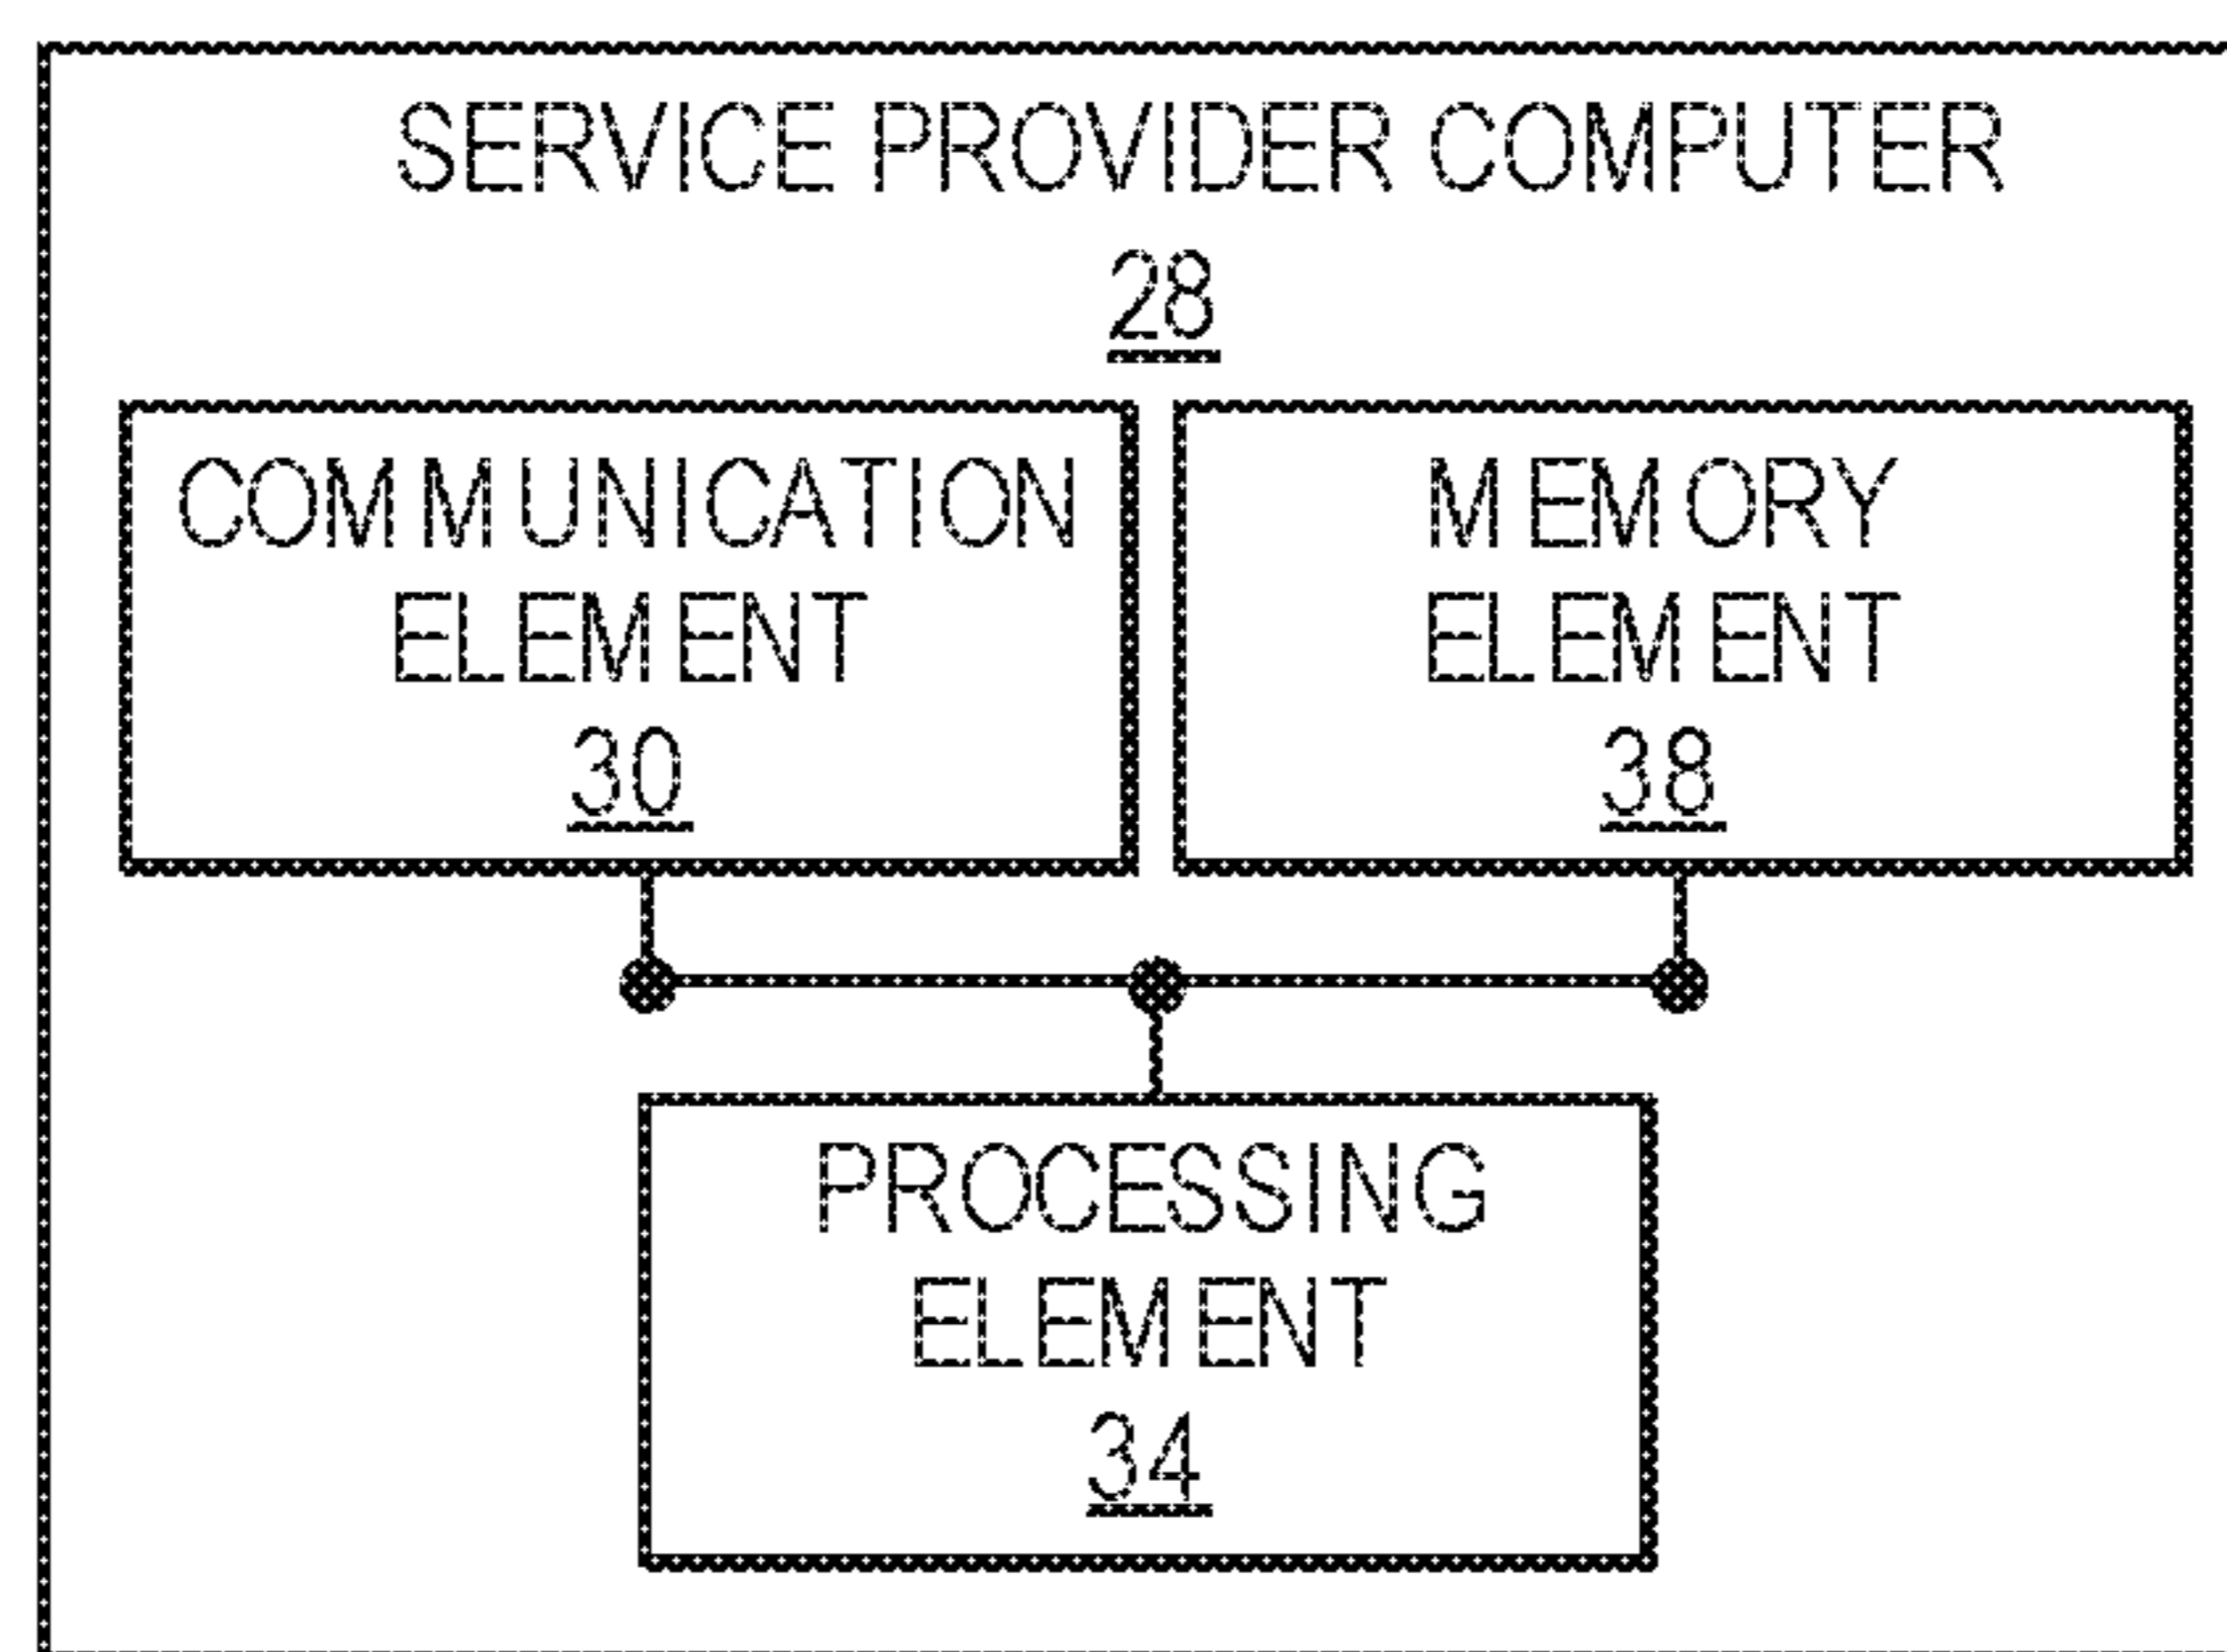 SERVICE PROVIDER COMPUTER
28
COMMUNICATION
ELEMENT
30
MEMORY
ELEMENT
38
PROCESSING
ELEMENT
34